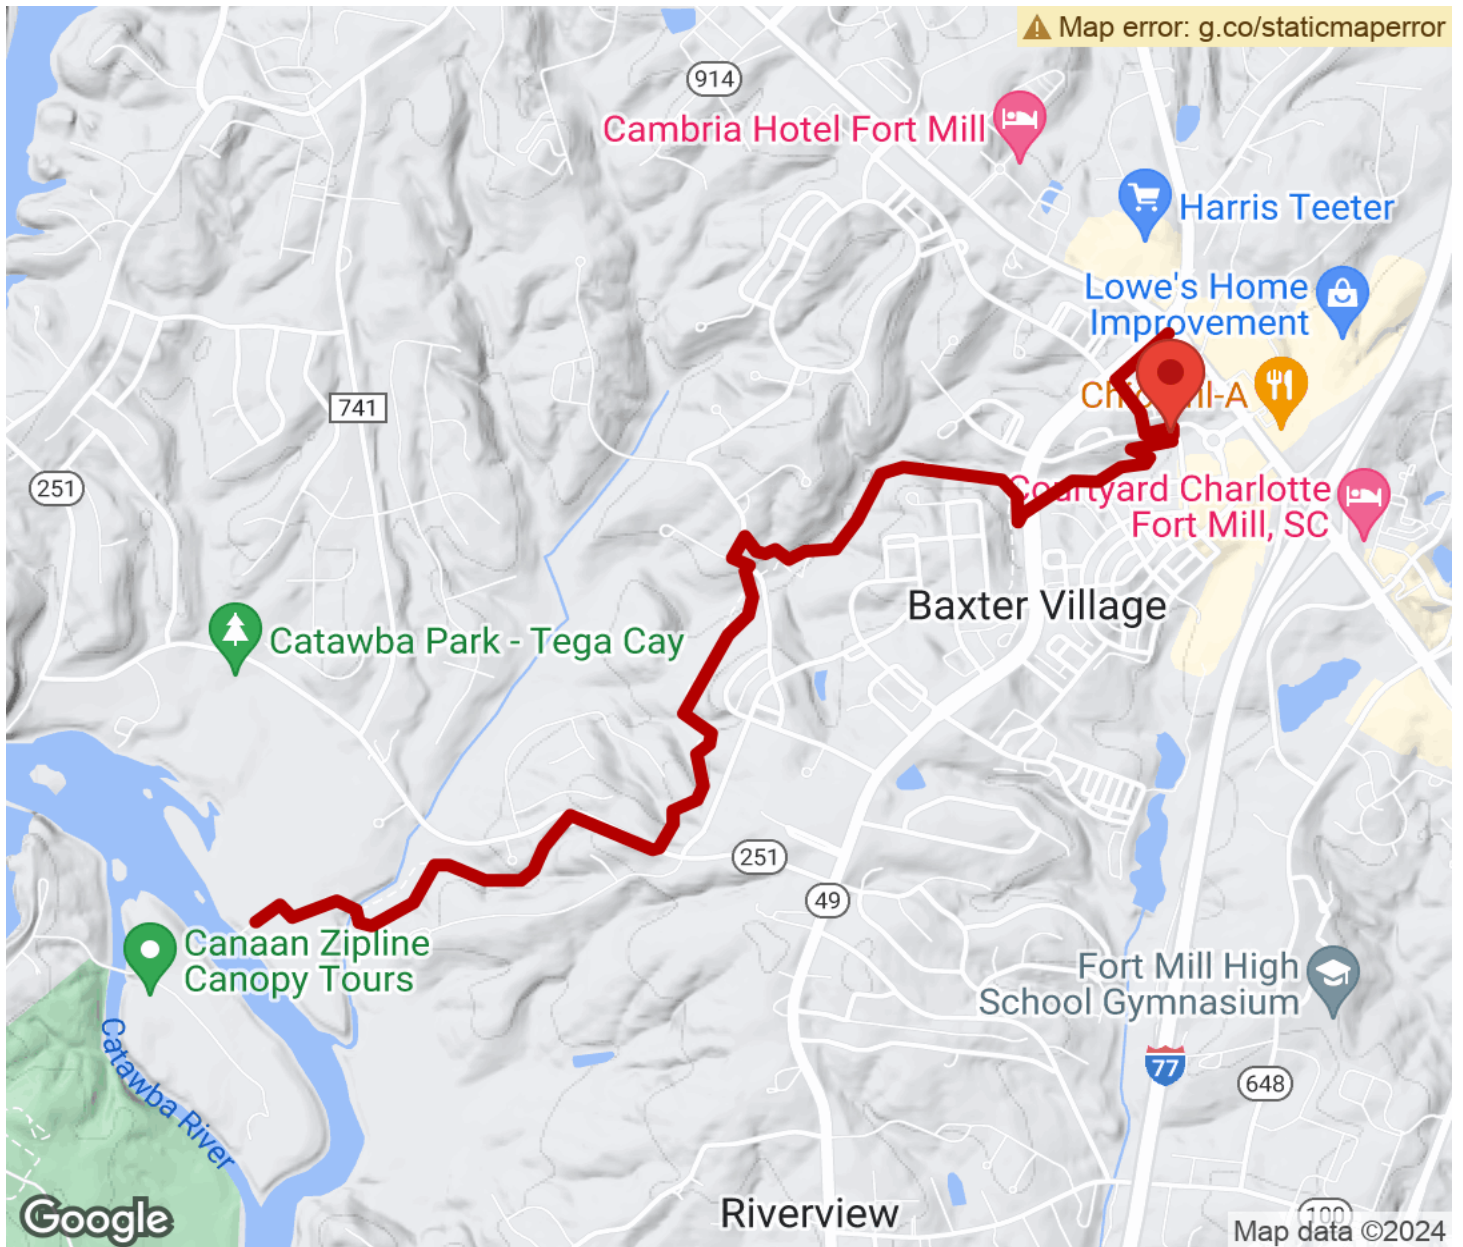 Map error: g.co/staticmaperror
914
Cambria Hotel Fort Mill
Harris Teeter
Lowe's Home
Improvement
741
251
Courtyard Charlotte
Fort Mill, SC
Baxter Village
Catawba Park - Tega Cay
251
49
Canaan Zipline
Canopy Tours
Fort Mill High
School Gymnasium
Catawba River
77
648
Riverview
100
Google
Map data ©2024